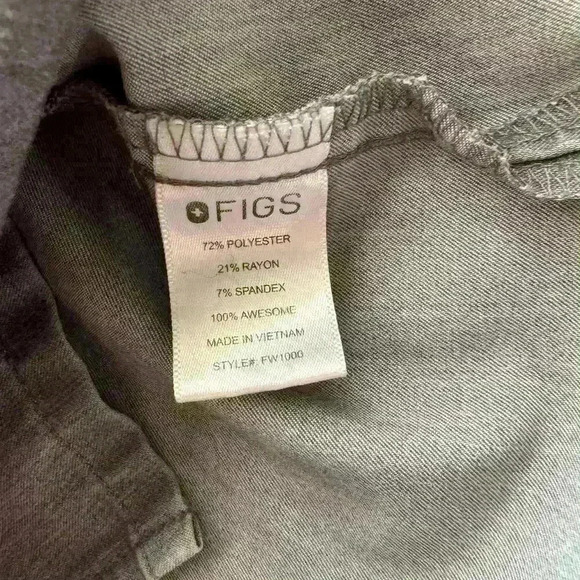 FIGS
72% POLYESTER
21% RAYON
7% SPANDEX
100% AWESOME
MADE IN VIETNAM
STYLE#: FW1000